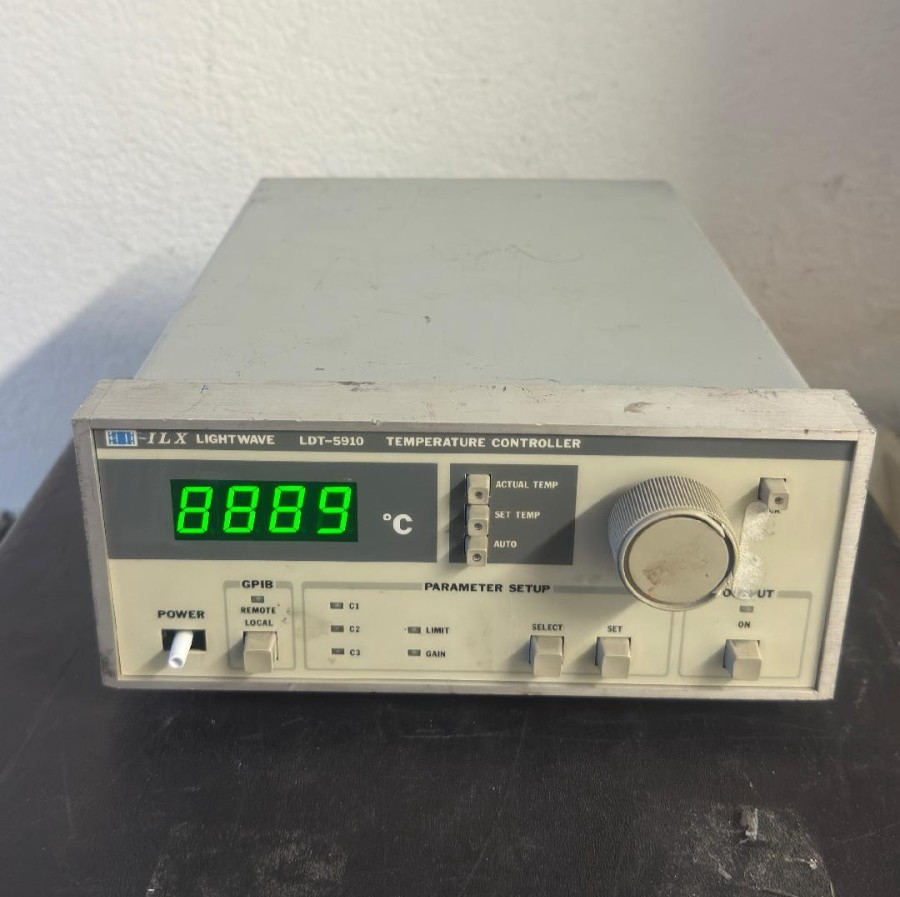 ILX LIGHTWAVE LDT-5910 TEMPERATURE CONTROLLER
8889 °C
ACTUAL TEMP
SET TEMP
AUTO
POWER
GPIB
REMOTE
LOCAL
PARAMETER SETUP
C1
C2
C3
LIMIT
GAIN
SELECT
SET
OUTPUT
ON